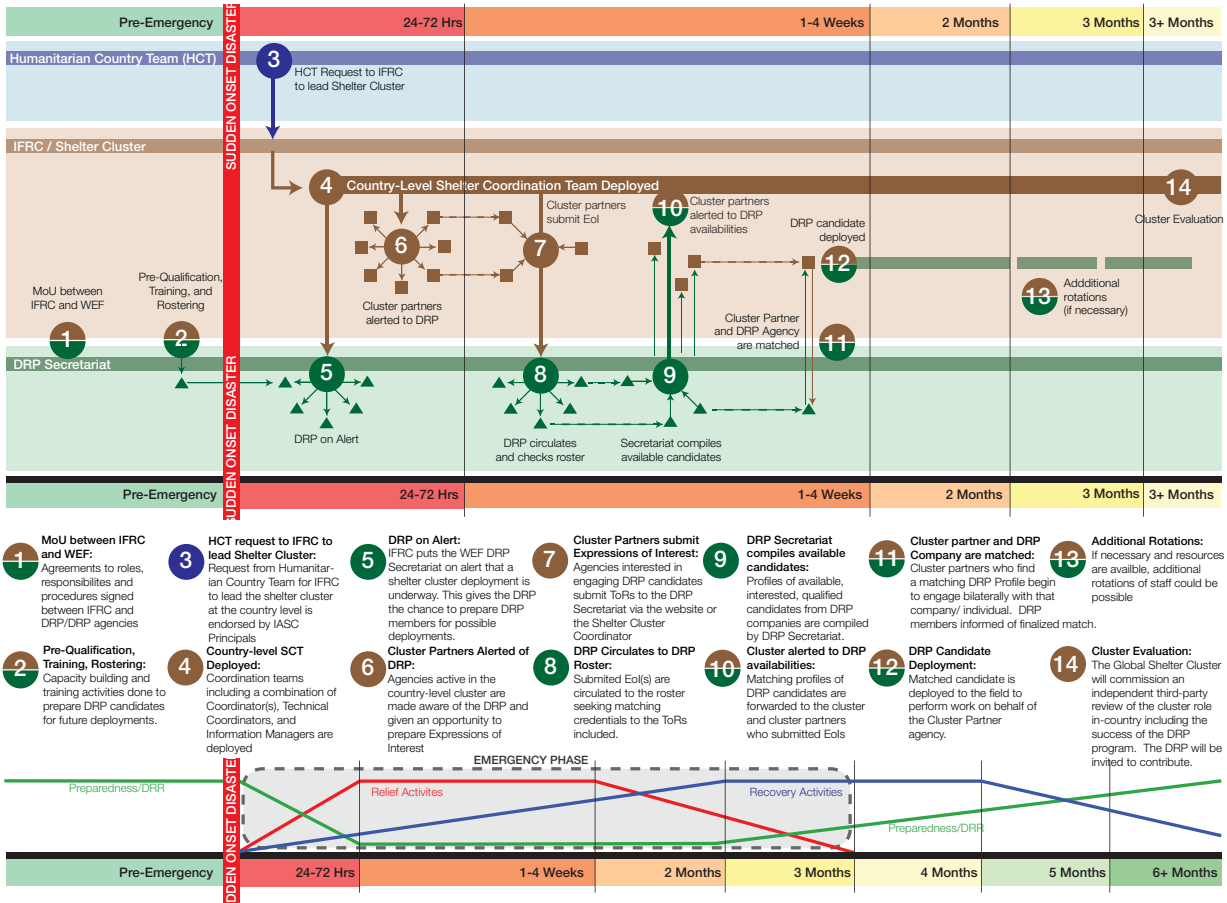 Pre-Emergency
24-72 Hrs
1-4 Weeks
2 Months
3 Months
3+ Months
SUDDEN ONSET DISASTER
Humanitarian Country Team (HCT)
3
HCT Request to IFRC
to lead Shelter Cluster
IFRC / Shelter Cluster
4
Country-Level Shelter Coordination Team Deployed
14
Cluster Evaluation
6
Cluster partners
alerted to DRP
Cluster partners
submit EoI
7
10
Cluster partners
alerted to DRP
availabilities
DRP candidate
deployed
12
13
Addditional
rotations
(if necessary)
MoU between
IFRC and WEF
1
Pre-Qualification,
Training, and
Rostering
2
Cluster Partner
and DRP Agency
are matched
11
SUDDEN ONSET DISASTER
DRP Secretariat
5
DRP on Alert
8
DRP circulates
and checks roster
9
Secretariat compiles
available candidates
Pre-Emergency
24-72 Hrs
1-4 Weeks
2 Months
3 Months
3+ Months
1
MoU between IFRC
and WEF:
Agreements to roles,
responsibilites and
procedures signed
between IFRC and
DRP/DRP agencies
2
Pre-Qualification,
Training, Rostering:
Capacity building and
training activities done to
prepare DRP candidates
for future deployments.
3
HCT request to IFRC to
lead Shelter Cluster:
Request from Humanitar-
ian Country Team for IFRC
to lead the shelter cluster
at the country level is
endorsed by IASC
Principals
4
Country-level SCT
Deployed:
Coordination teams
including a combination of
Coordinator(s), Technical
Coordinators, and
Information Managers are
deployed
5
DRP on Alert:
IFRC puts the WEF DRP
Secretariat on alert that a
shelter cluster deployment is
underway. This gives the DRP
the chance to prepare DRP
members for possible
deployments.
6
Cluster Partners Alerted of
DRP:
Agencies active in the
country-level cluster are
made aware of the DRP and
given an opportunity to
prepare Expressions of
Interest
7
Cluster Partners submit
Expressions of Interest:
Agencies interested in
engaging DRP candidates
submit ToRs to the DRP
Secretariat via the website or
the Shelter Cluster
Coordinator
8
DRP Circulates to DRP
Roster:
Submited EoI(s) are
circulated to the roster
seeking matching
credentials to the ToRs
included.
9
DRP Secretariat
compiles available
candidates:
Profiles of available,
interested, qualified
candidates from DRP
companies are compiled
by DRP Secretariat.
10
Cluster alerted to DRP
availabilities:
Matching profiles of
DRP candidates are
forwarded to the cluster
and cluster partners
who submitted EoIs
11
Cluster partner and DRP
Company are matched:
Cluster partners who find
a matching DRP Profile begin
to engage bilaterally with that
company/ individual. DRP
members informed of finalized match.
12
DRP Candidate
Deployment:
Matched candidate is
deployed to the field to
perform work on behalf of
the Cluster Partner
agency.
13
Additional Rotations:
If necessary and resources
are availble, additional
rotations of staff could be
possible
14
Cluster Evaluation:
The Global Shelter Cluster
will commission an
independent third-party
review of the cluster role
in-country including the
success of the DRP
program. The DRP will be
invited to contribute.
EMERGENCY PHASE
Preparedness/DRR
Relief Activites
Recovery Activities
Preparedness/DRR
DDEN ONSET DISASTE
Pre-Emergency
24-72 Hrs
1-4 Weeks
2 Months
3 Months
4 Months
5 Months
6+ Months